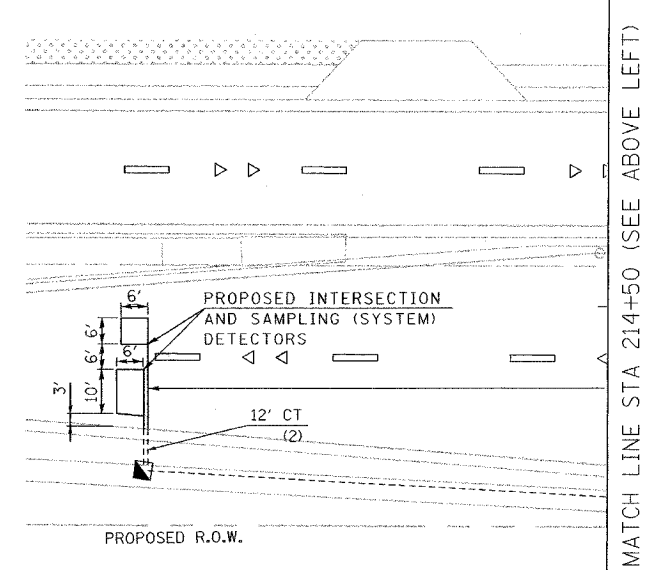 6'
PROPOSED INTERSECTION
AND SAMPLING (SYSTEM)
DETECTORS
6'
6'
6'
10'
3'
12' CT
(2)
PROPOSED R.O.W.
MATCH LINE STA 214+50 (SEE ABOVE LEFT)